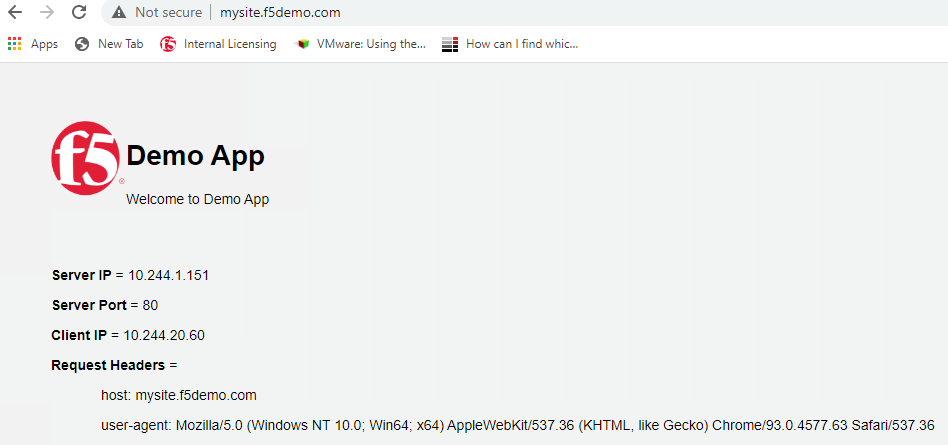 Not secure | mysite.f5demo.com
Apps New Tab Internal Licensing VMware: Using the... How can I find whic...
f5
®
Demo App
Welcome to Demo App
Server IP = 10.244.1.151
Server Port = 80
Client IP = 10.244.20.60
Request Headers =
host: mysite.f5demo.com
user-agent: Mozilla/5.0 (Windows NT 10.0; Win64; x64) AppleWebKit/537.36 (KHTML, like Gecko) Chrome/93.0.4577.63 Safari/537.36